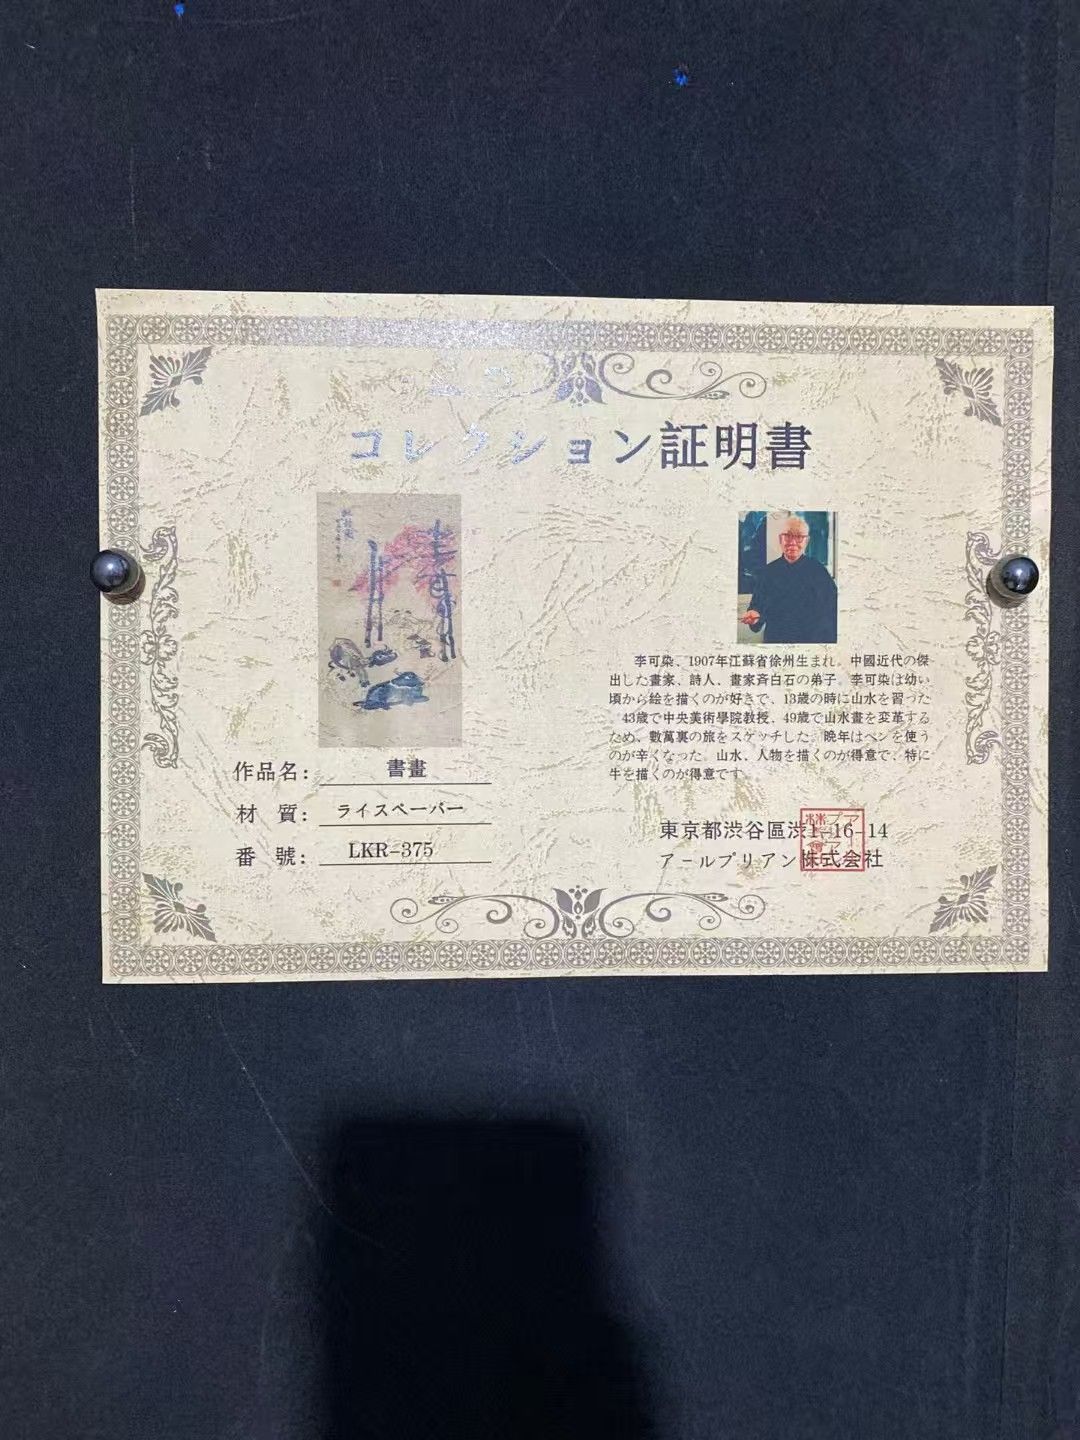 コレクション証明書
李可染、1907年江蘇省徐州生まれ。中國近代の傑
出した畫家、詩人、畫家斉白石の弟子。李可染は幼い
頃から絵を描くのが好きで、13歳の時に山水を習った
。43歳で中央美術學院教授、49歳で山水畫を変革する
ため、數萬裏の旅をスケッチした。晩年はペンを使う
のが辛くなった。山水、人物を描くのが得意で、特に
牛を描くのが得意です。
作品名： 書畫
材 質： ライスペーパー
番 號： LKR-375
東京都渋谷區渋1-16-14
アールプリアン株式会社